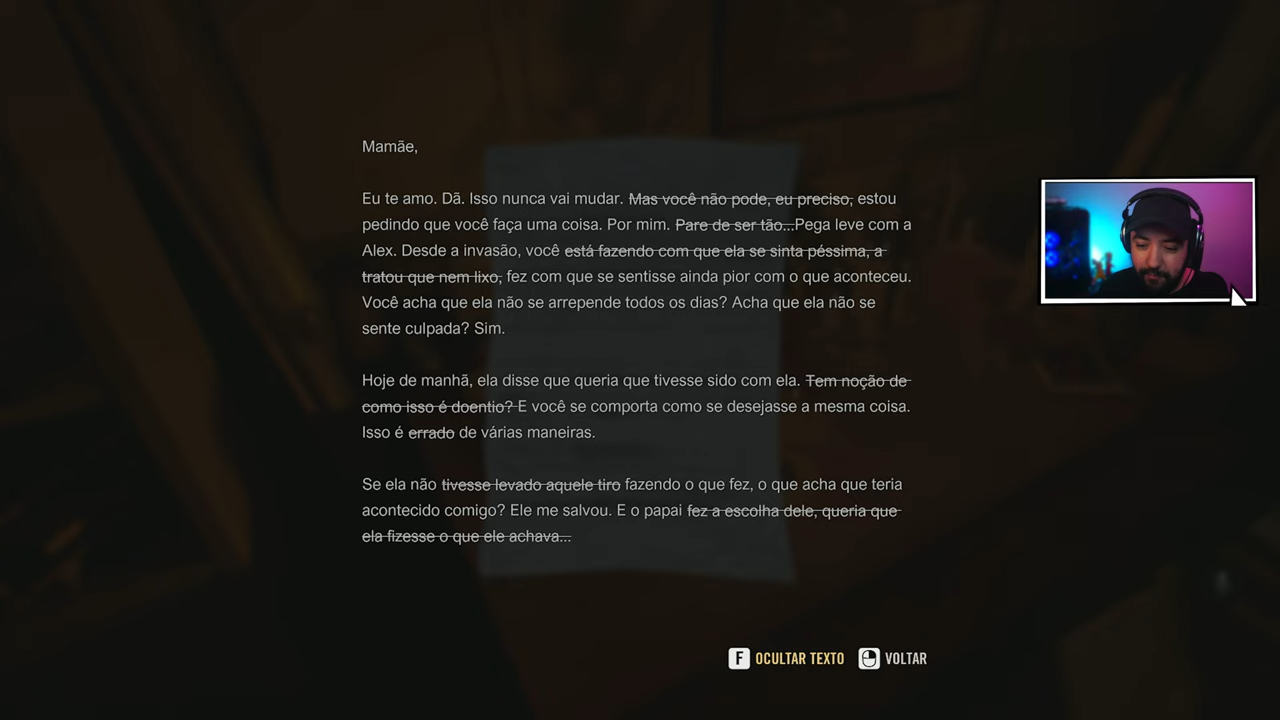 Mamãe,
Eu te amo. Dã. Isso nunca vai mudar. Mas você não pode, eu preciso, estou
pedindo que você faça uma coisa. Por mim. Pare de ser tão...Pega leve com a
Alex. Desde a invasão, você está fazendo com que ela se sinta péssima, a
tratou que nem lixo, fez com que se sentisse ainda pior com o que aconteceu.
Você acha que ela não se arrepende todos os dias? Acha que ela não se
sente culpada? Sim.
Hoje de manhã, ela disse que queria que tivesse sido com ela. Tem noção de
como isso é doentio? E você se comporta como se desejasse a mesma coisa.
Isso é errado de várias maneiras.
Se ela não tivesse levado aquele tiro fazendo o que fez, o que acha que teria
acontecido comigo? Ele me salvou. E o papai fez a escolha dele, queria que
ela fizesse o que ele achava...
F OCULTAR TEXTO VOLTAR